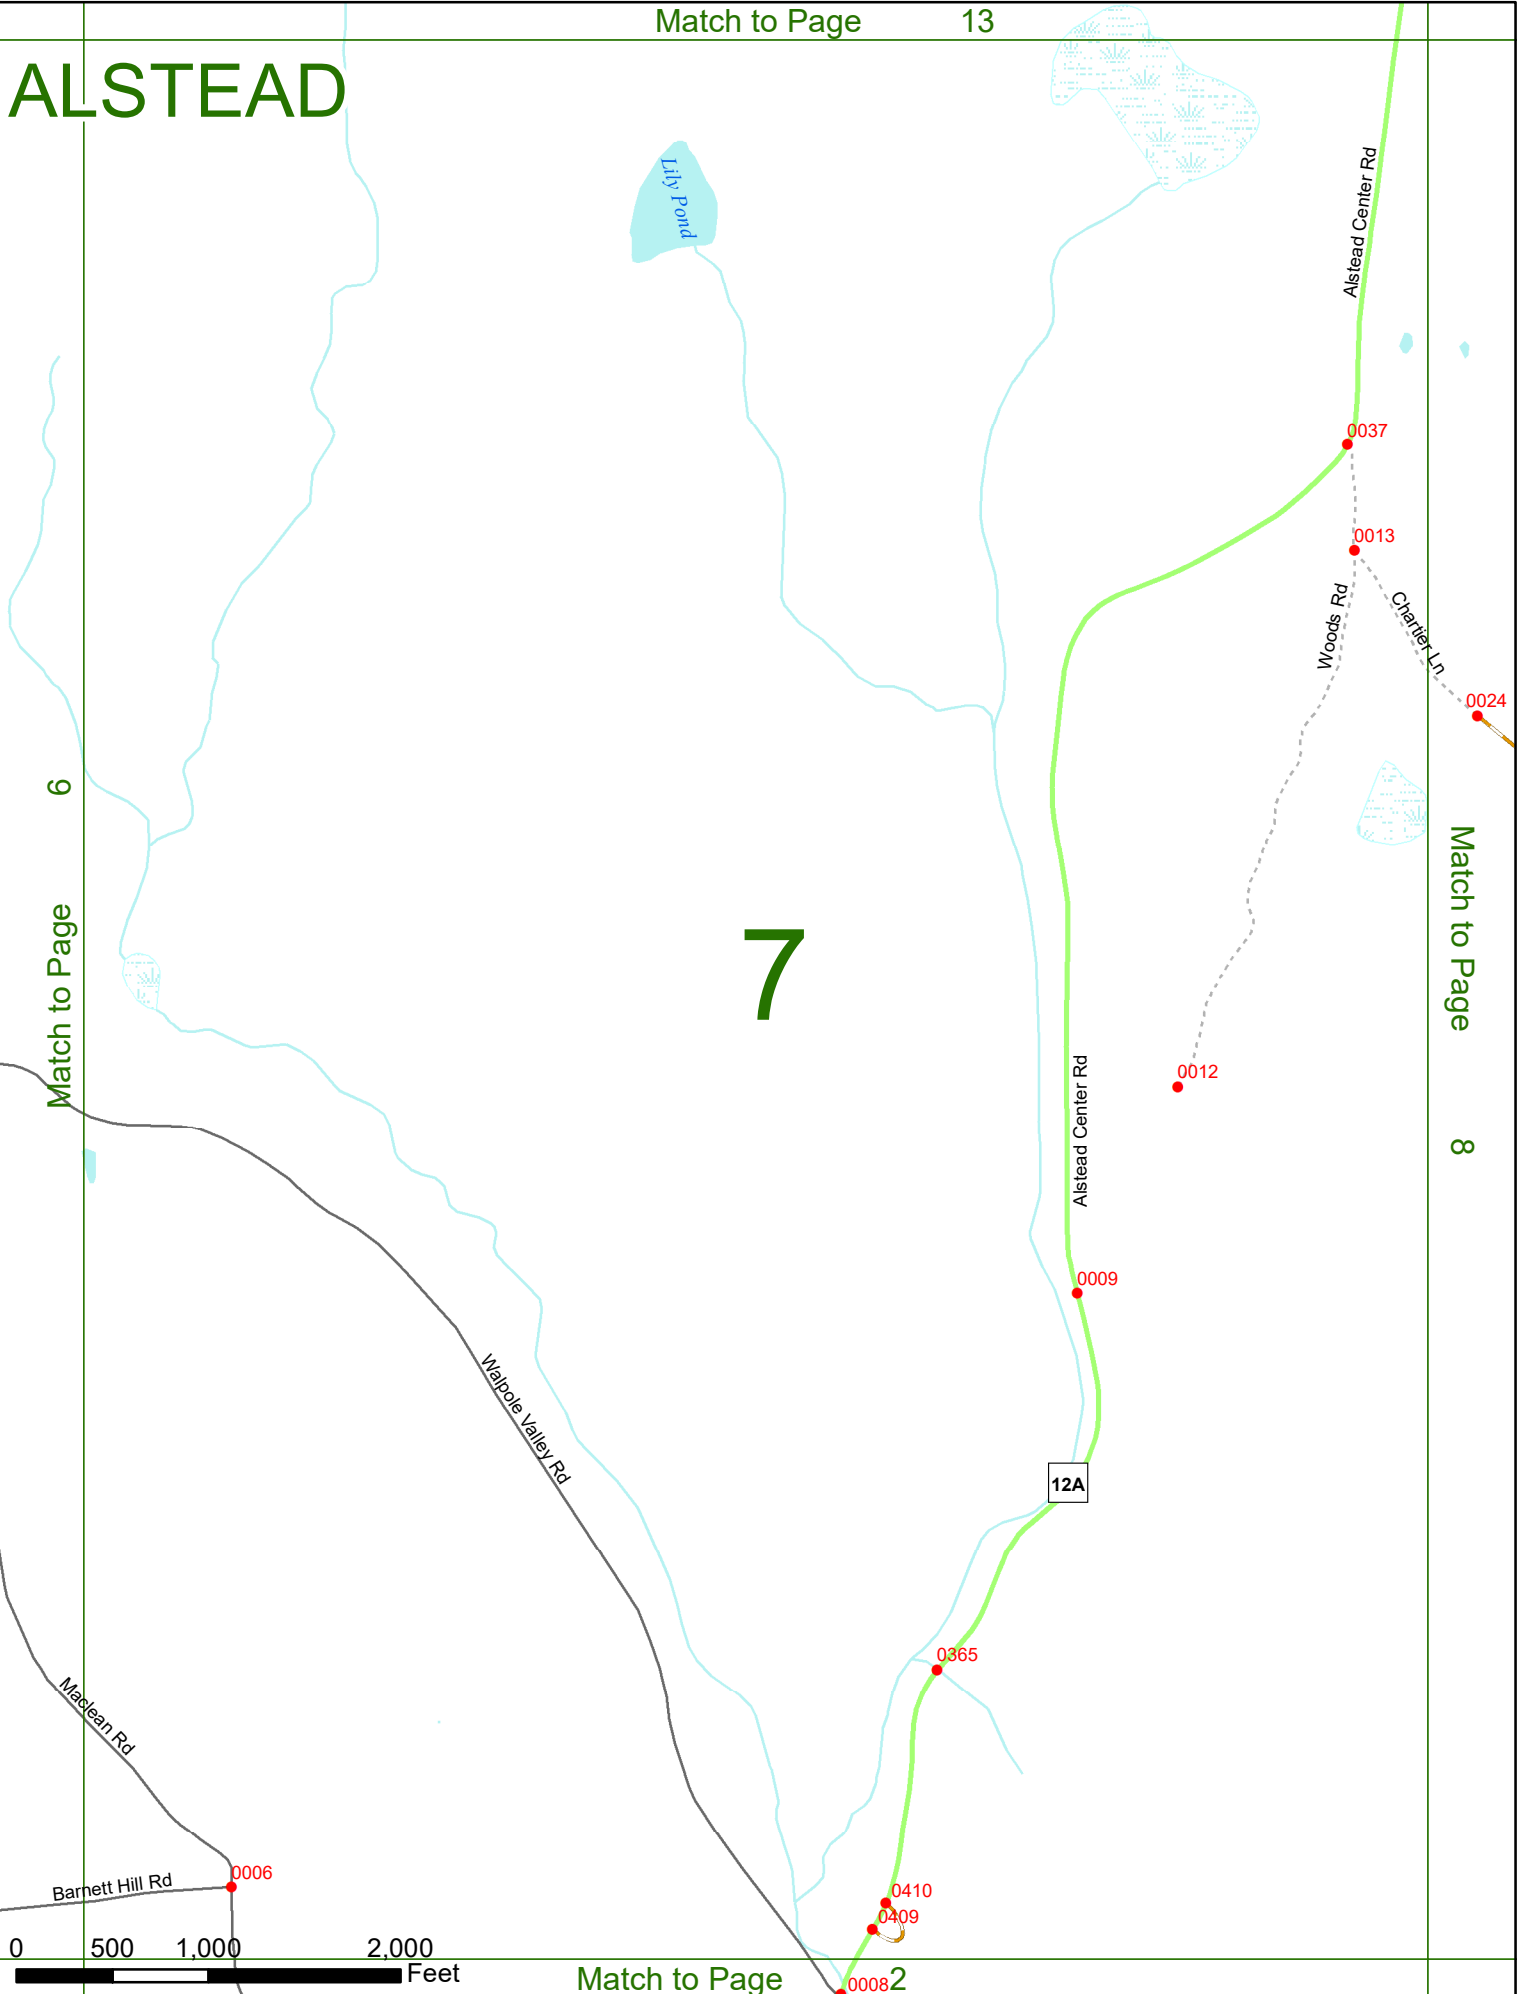 Match to Page 13
ALSTEAD
Lily Pond
Alstead Center Rd
0037
0013
Woods Rd
Chartier Ln
0024
Match to Page 6
7
Match to Page 8
0012
Alstead Center Rd
0009
Walpole Valley Rd
12A
0365
Maclean Rd
0006
Barnett Hill Rd
0410
0409
0 500 1,000 2,000
Feet
Match to Page 2
0008